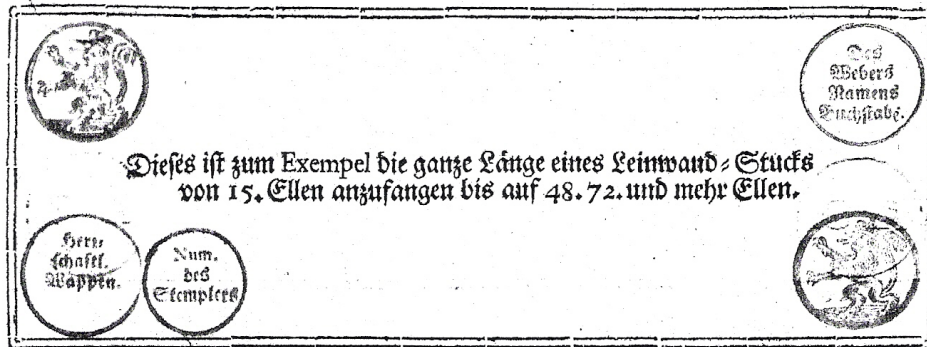 Des
Webers
Namens
Buchstabe.
Dieses ist zum Exempel die ganze Länge eines Leinwand-Stucks
von 15. Ellen anzufangen bis auf 48. 72. und mehr Ellen.
Herr-
schaftl.
Wappen.
Num.
des
Stemplers